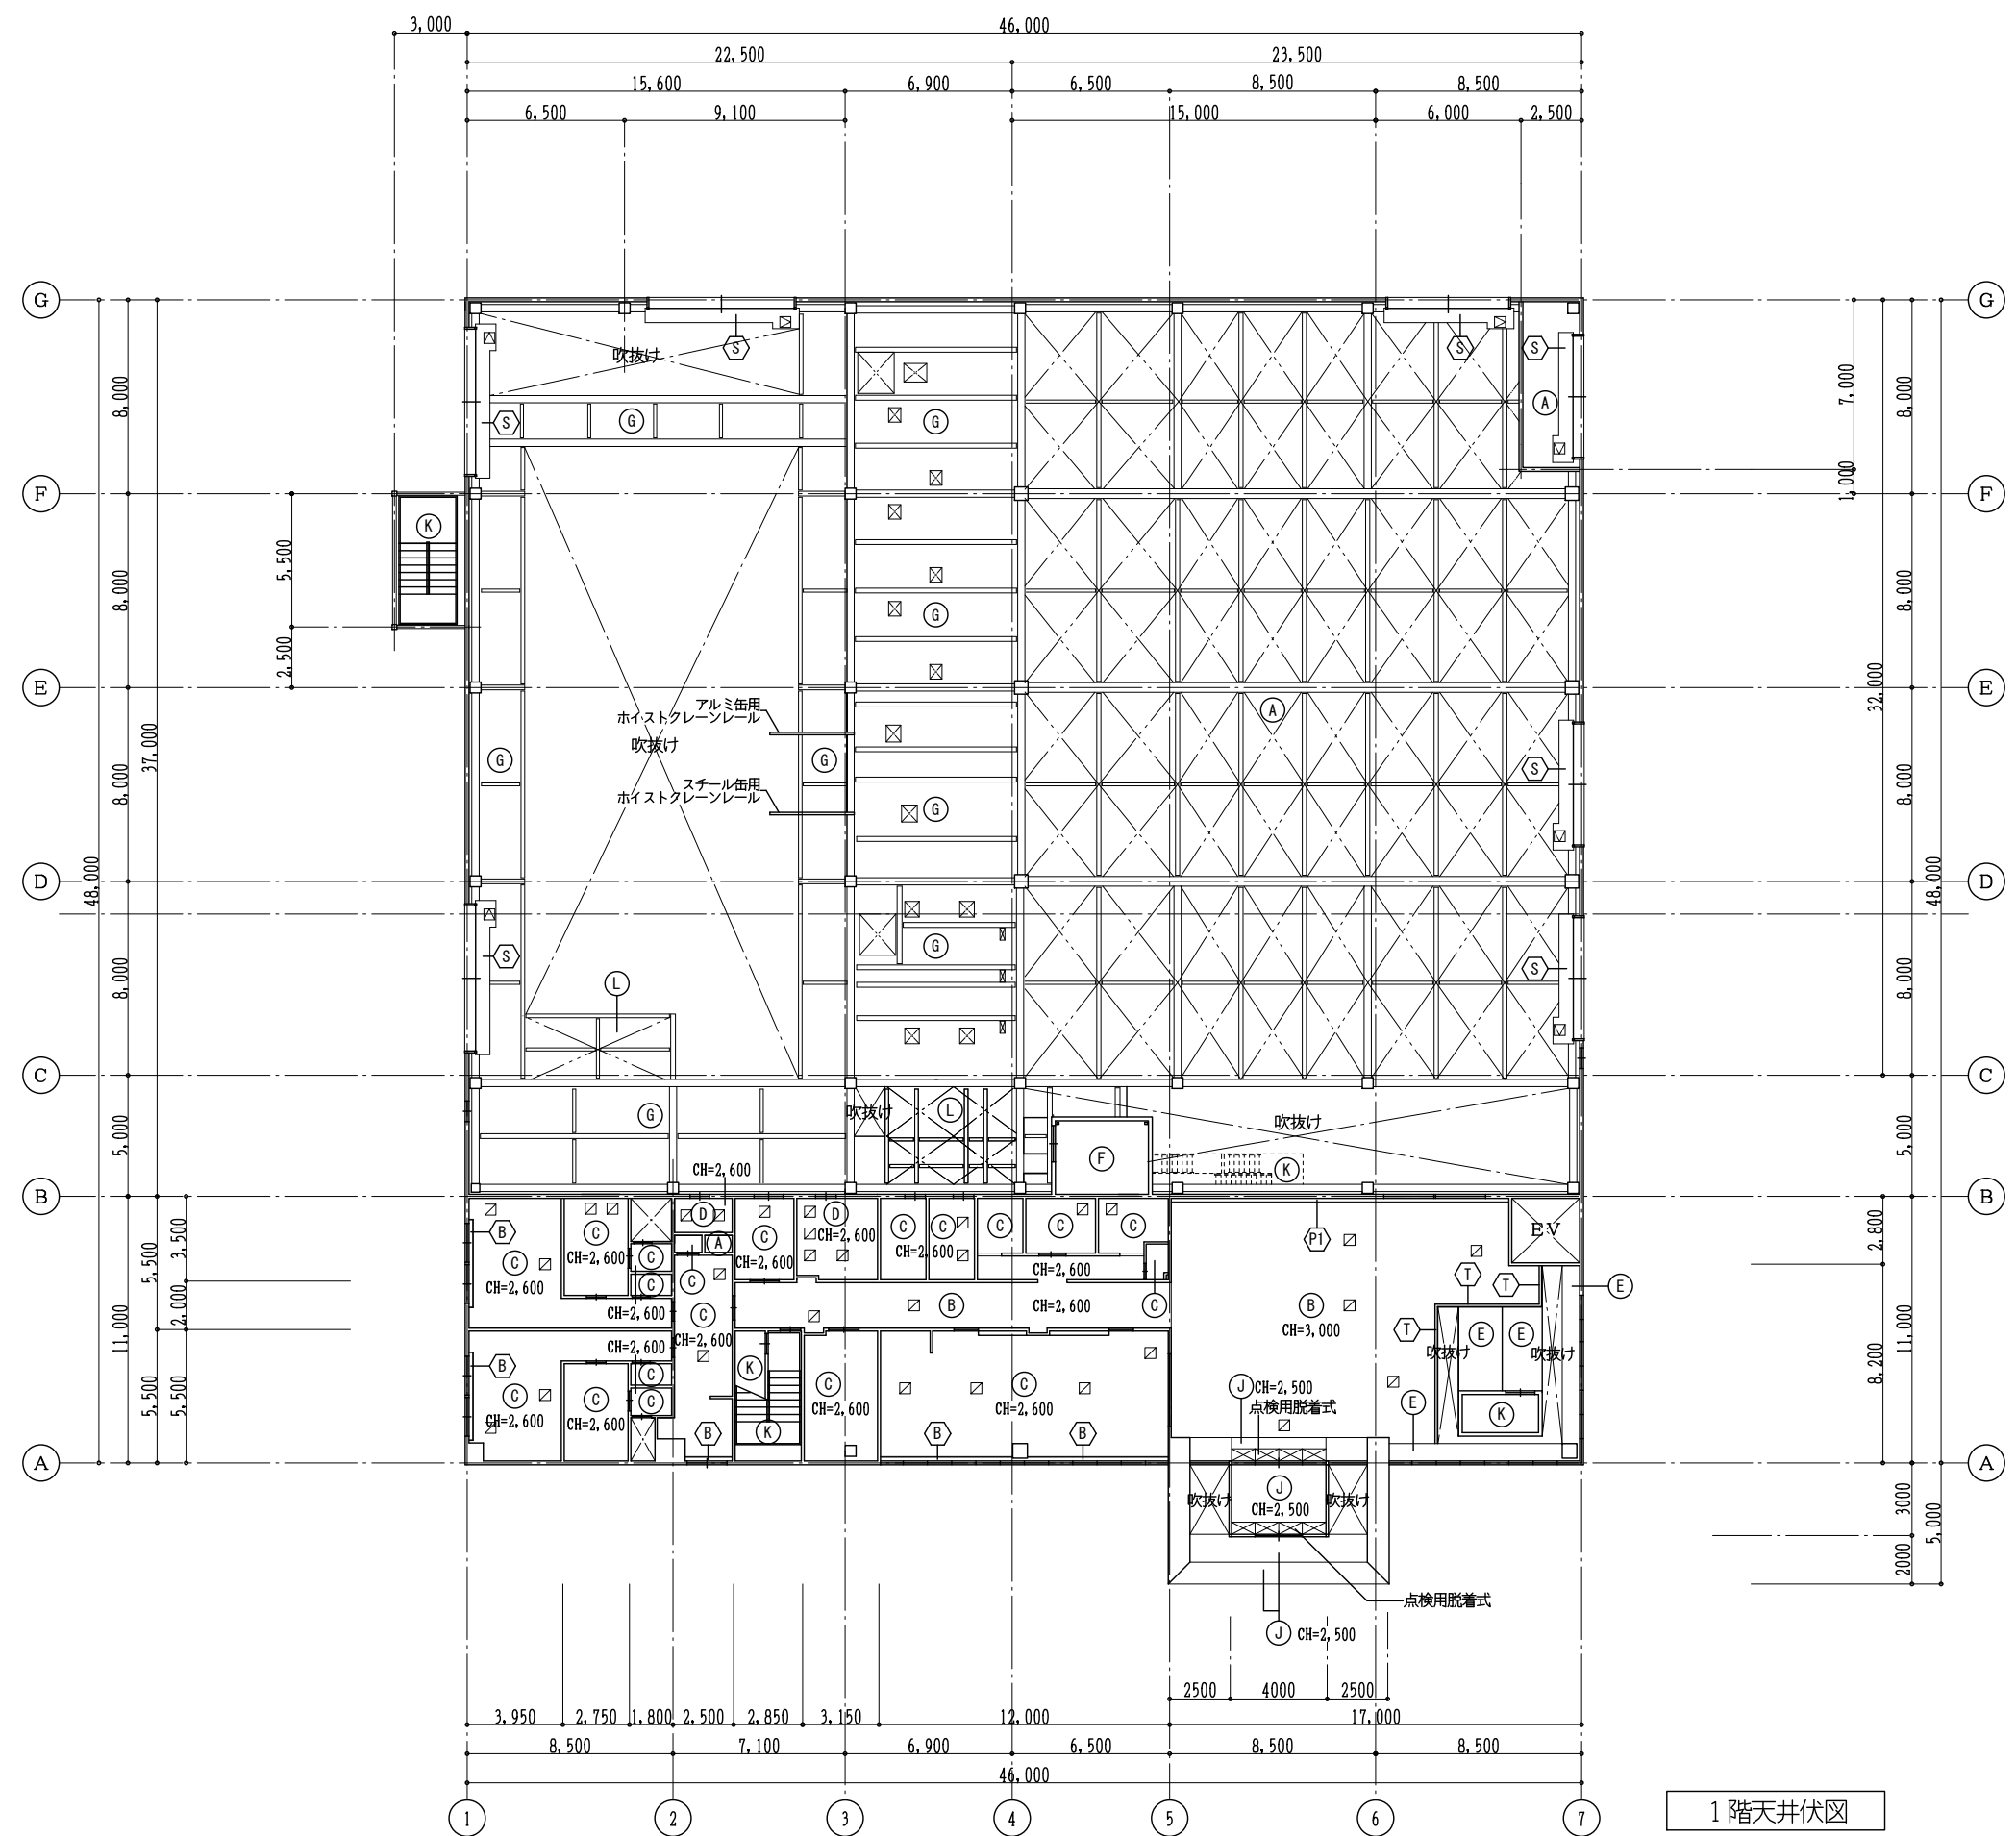 3,000
46,000
22,500
23,500
15,600
6,900
6,500
8,500
8,500
6,500
9,100
15,000
6,000
2,500
G
G
吹抜け
S
S
S
A
S
G
G
8,000
7,000
8,000
1,000
F
F
K
5,500
8,000
G
8,000
2,500
32,000
E
E
アルミ缶用
ホイストクレーンレール
吹抜け
A
37,000
G
G
スチール缶用
ホイストクレーンレール
S
8,000
G
8,000
48,000
48,000
D
D
G
S
S
L
8,000
8,000
C
C
G
吹抜け
L
吹抜け
5,000
5,000
F
K
CH=2,600
B
B
B
C
C
CH=2,600
D
A
C
C
D
CH=2,600
C
C
CH=2,600
C
C
C
P1
EV
3,500
2,800
5,500
CH=2,600
C
CH=2,600
C
C
CH=2,600
C
CH=2,600
T
T
E
2,000
CH=2,600
C
CH=2,600
B
CH=2,600
C
B
CH=3,000
T
E
E
11,000
11,000
CH=2,600
吹抜け
吹抜け
B
C
CH=2,600
C
CH=2,600
C
C
K
C
CH=2,600
C
CH=2,600
J
CH=2,500
点検用脱着式
E
K
5,500
5,500
8,200
B
K
B
B
A
A
吹抜け
J
CH=2,500
吹抜け
3000
5,000
2000
点検用脱着式
J
CH=2,500
2500
4000
2500
3,950
2,750
1,800
2,500
2,850
3,150
12,000
17,000
8,500
7,100
6,900
6,500
8,500
8,500
46,000
1
2
3
4
5
6
7
1階天井伏図